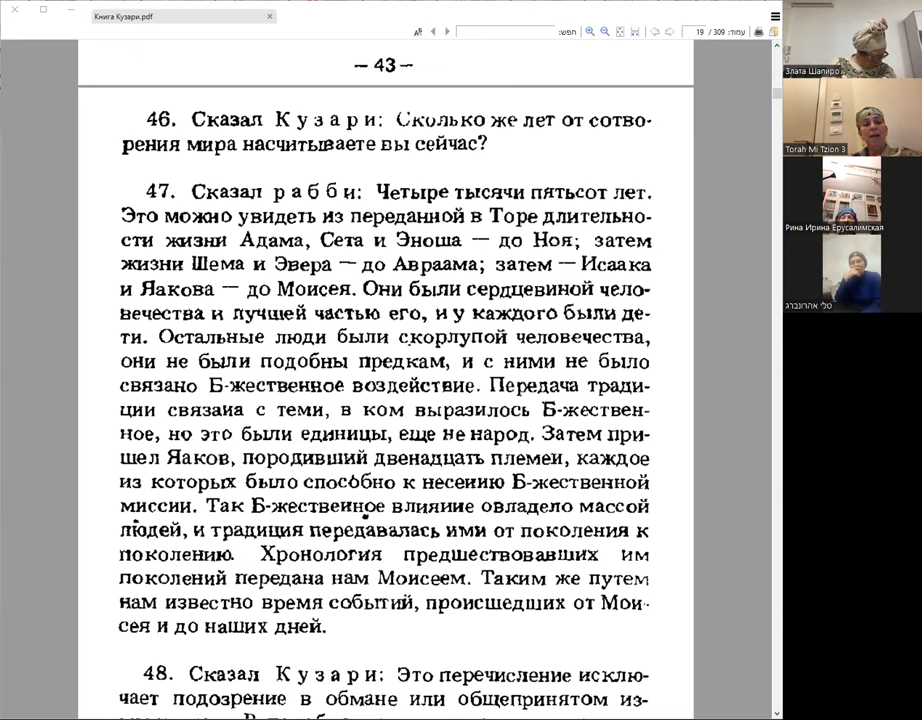 Книга Кузари.pdf
חפש:
19 / 309
עמוד:
— 43 —
46. Сказал Кузари: Сколько же лет от сотво-
рения мира насчитываете вы сейчас?
47. Сказал рабби: Четыре тысячи пятьсот лет.
Это можно увидеть из переданной в Торе длительно-
сти жизни Адама, Сета и Эноша — до Ноя; затем
жизни Шема и Эвера — до Авраама; затем — Исаака
и Яакова — до Моисея. Они были сердцевиной чело-
вечества и лучшей частью его, и у каждого были де-
ти. Остальные люди были скорлупой человечества,
они не были подобны предкам, и с ними не было
связано Б-жественное воздействие. Передача тради-
ции связана с теми, в ком выразилось Б-жествен-
ное, но это были единицы, еще не народ. Затем при-
шел Яаков, породивший двенадцать племен, каждое
из которых было способно к несению Б-жественной
миссии. Так Б-жественное влияние овладело массой
людей, и традиция передавалась ими от поколения к
поколению. Хронология предшествовавших им
поколений передана нам Моисеем. Таким же путем
нам известно время событий, происшедших от Мои-
сея и до наших дней.
48. Сказал Кузари: Это перечисление исклю-
чает подозрение в обмане или общепринятом из-
Злата Шапиро
Torah Mi Tzion 3
Рина Ирина Ерусалимская
טלי אהרונברג